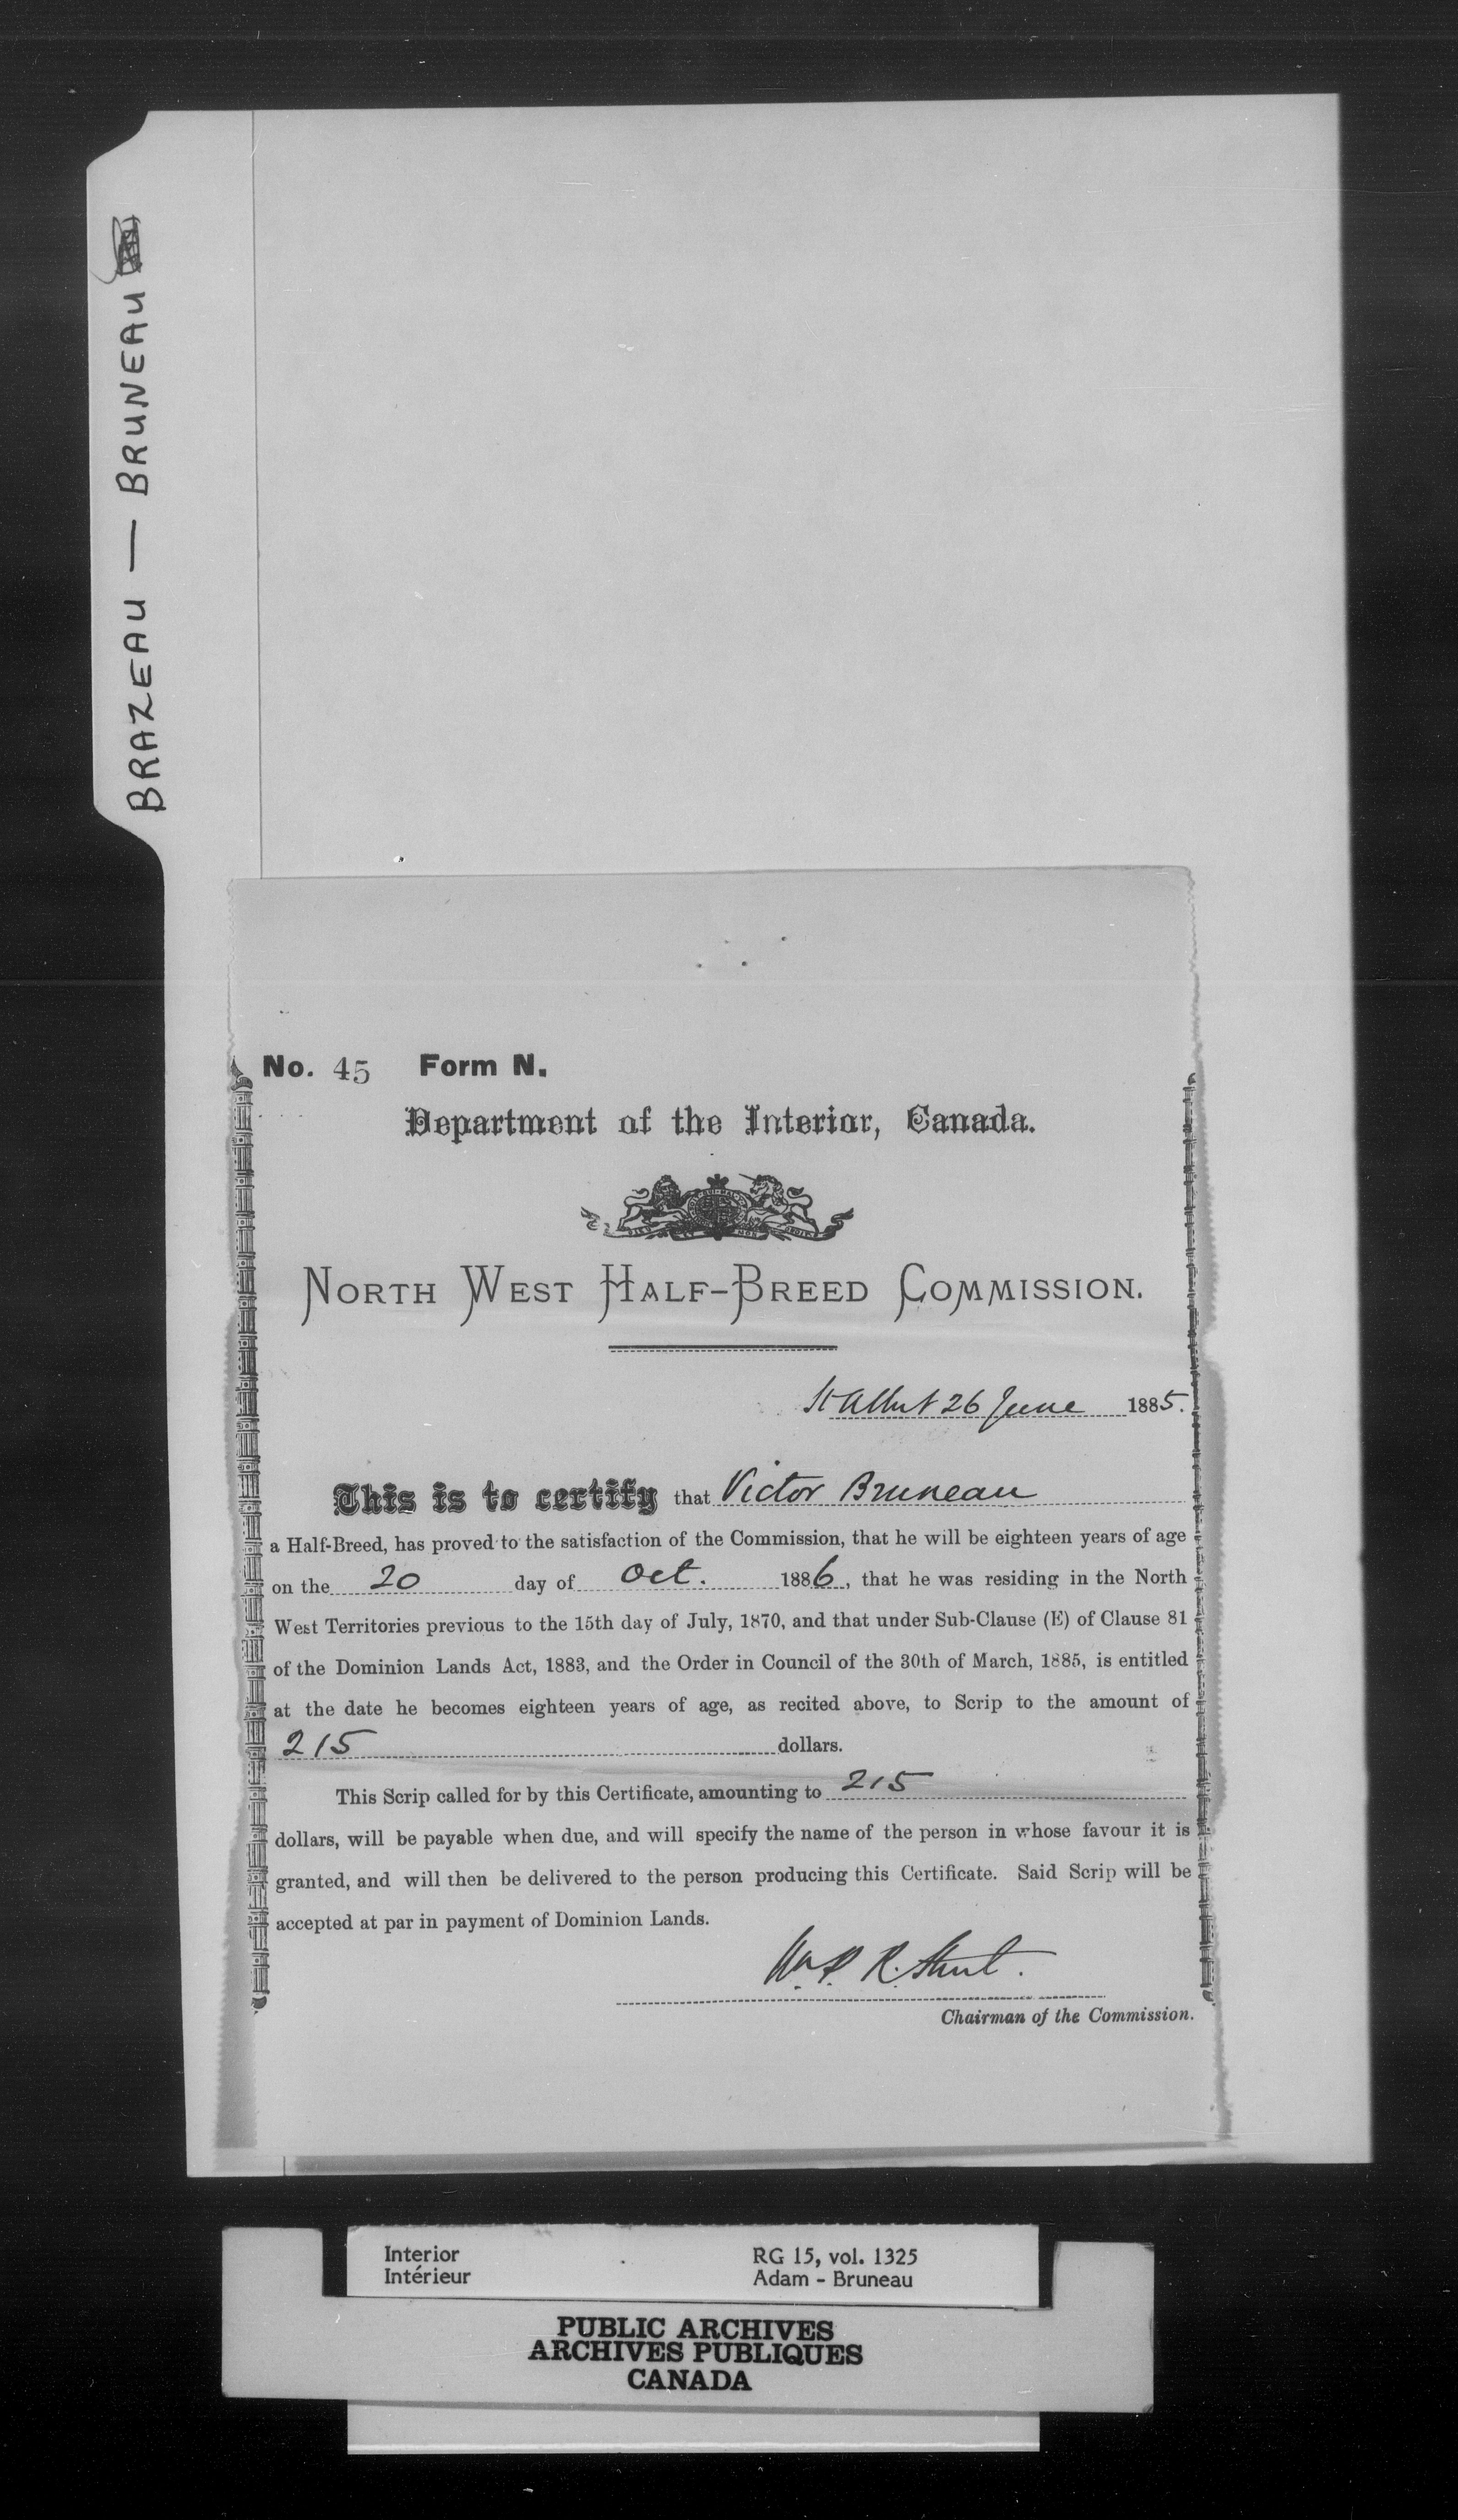 BRAZEAU — BRUNEAU
No. 45 Form N.
Department of the Interior, Canada.
NORTH WEST HALF-BREED COMMISSION.
St Albert 26 June 1885.
This is to certify that Victor Bruneau
a Half-Breed, has proved to the satisfaction of the Commission, that he will be eighteen years of age
on the 20 day of Oct. 1886, that he was residing in the North
West Territories previous to the 15th day of July, 1870, and that under Sub-Clause (E) of Clause 81
of the Dominion Lands Act, 1883, and the Order in Council of the 30th of March, 1885, is entitled
at the date he becomes eighteen years of age, as recited above, to Scrip to the amount of
215 dollars.
This Scrip called for by this Certificate, amounting to 215
dollars, will be payable when due, and will specify the name of the person in whose favour it is
granted, and will then be delivered to the person producing this Certificate. Said Scrip will be
accepted at par in payment of Dominion Lands.
Wm P. R. Street.
Chairman of the Commission.
Interior RG 15, vol. 1325
Intérieur Adam - Bruneau
PUBLIC ARCHIVES
ARCHIVES PUBLIQUES
CANADA